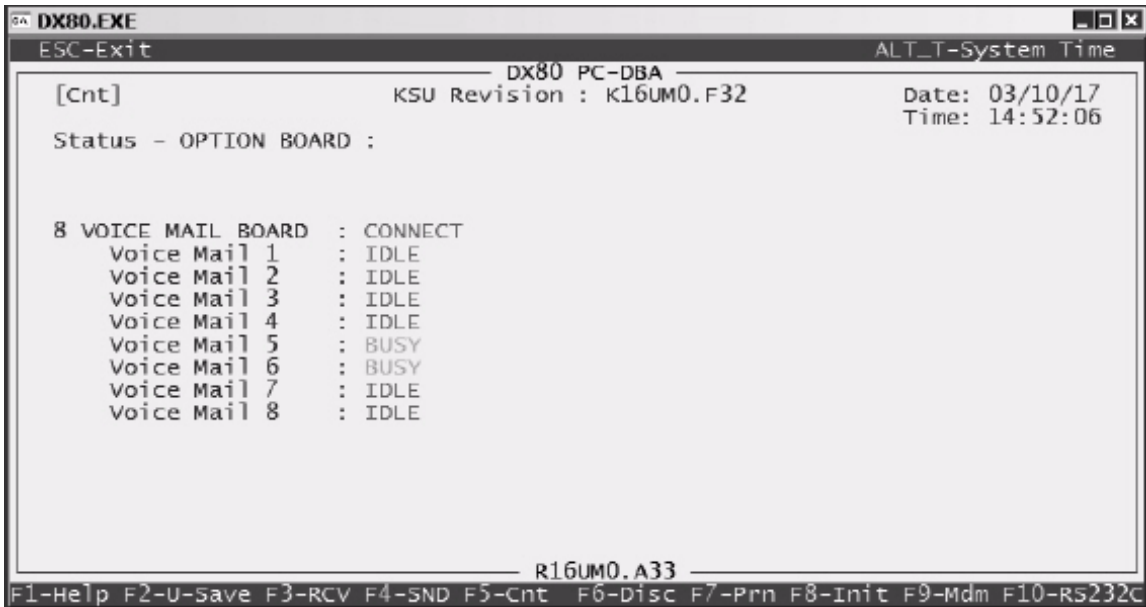 DX80.EXE
ESC-Exit ALT_T-System Time
DX80 PC-DBA
[Cnt] KSU Revision : K16UM0.F32 Date: 03/10/17
Time: 14:52:06
Status - OPTION BOARD :
8 VOICE MAIL BOARD : CONNECT
Voice Mail 1 : IDLE
Voice Mail 2 : IDLE
Voice Mail 3 : IDLE
Voice Mail 4 : IDLE
Voice Mail 5 : BUSY
Voice Mail 6 : BUSY
Voice Mail 7 : IDLE
Voice Mail 8 : IDLE
R16UM0.A33
F1-Help F2-U-Save F3-RCV F4-SND F5-Cnt F6-Disc F7-Prn F8-Init F9-Mdm F10-RS232C